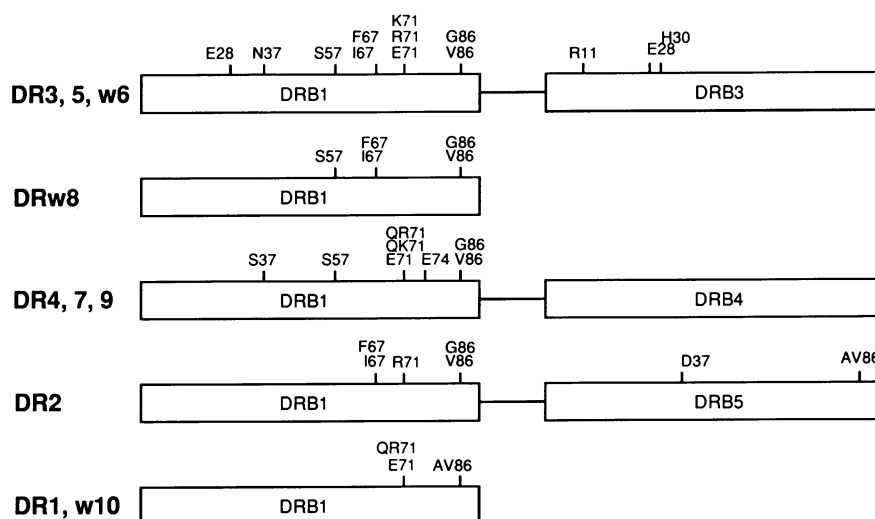 K71
F67 R71 G86 H30
E28 N37 S57 I67 E71 V86 R11 E28
DR3, 5, w6 DRB1 DRB3
F67 G86
S57 I67 V86
DRw8 DRB1
QR71
QK71 G86
S37 S57 E71 E74 V86
DR4, 7, 9 DRB1 DRB4
F67 G86
I67 R71 V86 D37 AV86
DR2 DRB1 DRB5
QR71
E71 AV86
DR1, w10 DRB1